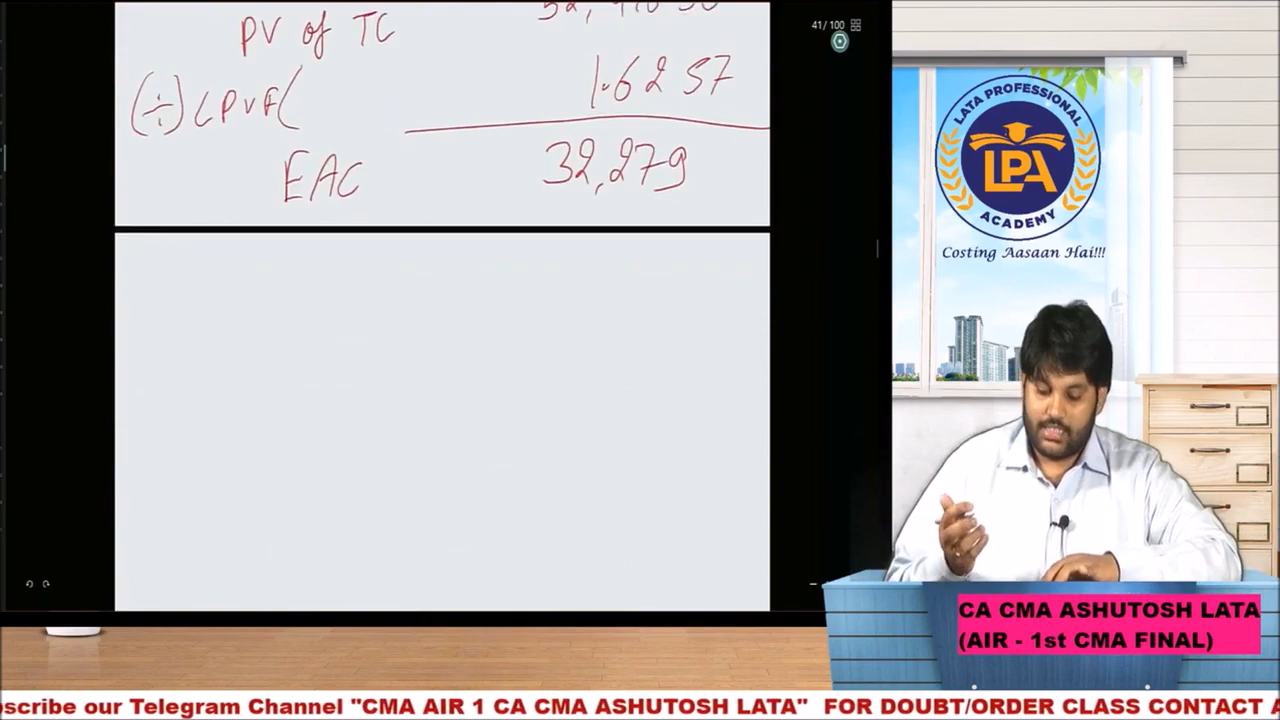 PV of TC
41/ 100
1.6257
(÷) CPVF(
EAC 32,279
LATA PROFESSIONAL
LPA
ACADEMY
Costing Aasaan Hai!!!
CA CMA ASHUTOSH LATA
(AIR - 1st CMA FINAL)
our Telegram Channel "CMA AIR 1 CA CMA ASHUTOSH LATA" FOR DOUBT/ORDER CLASS CONTACT